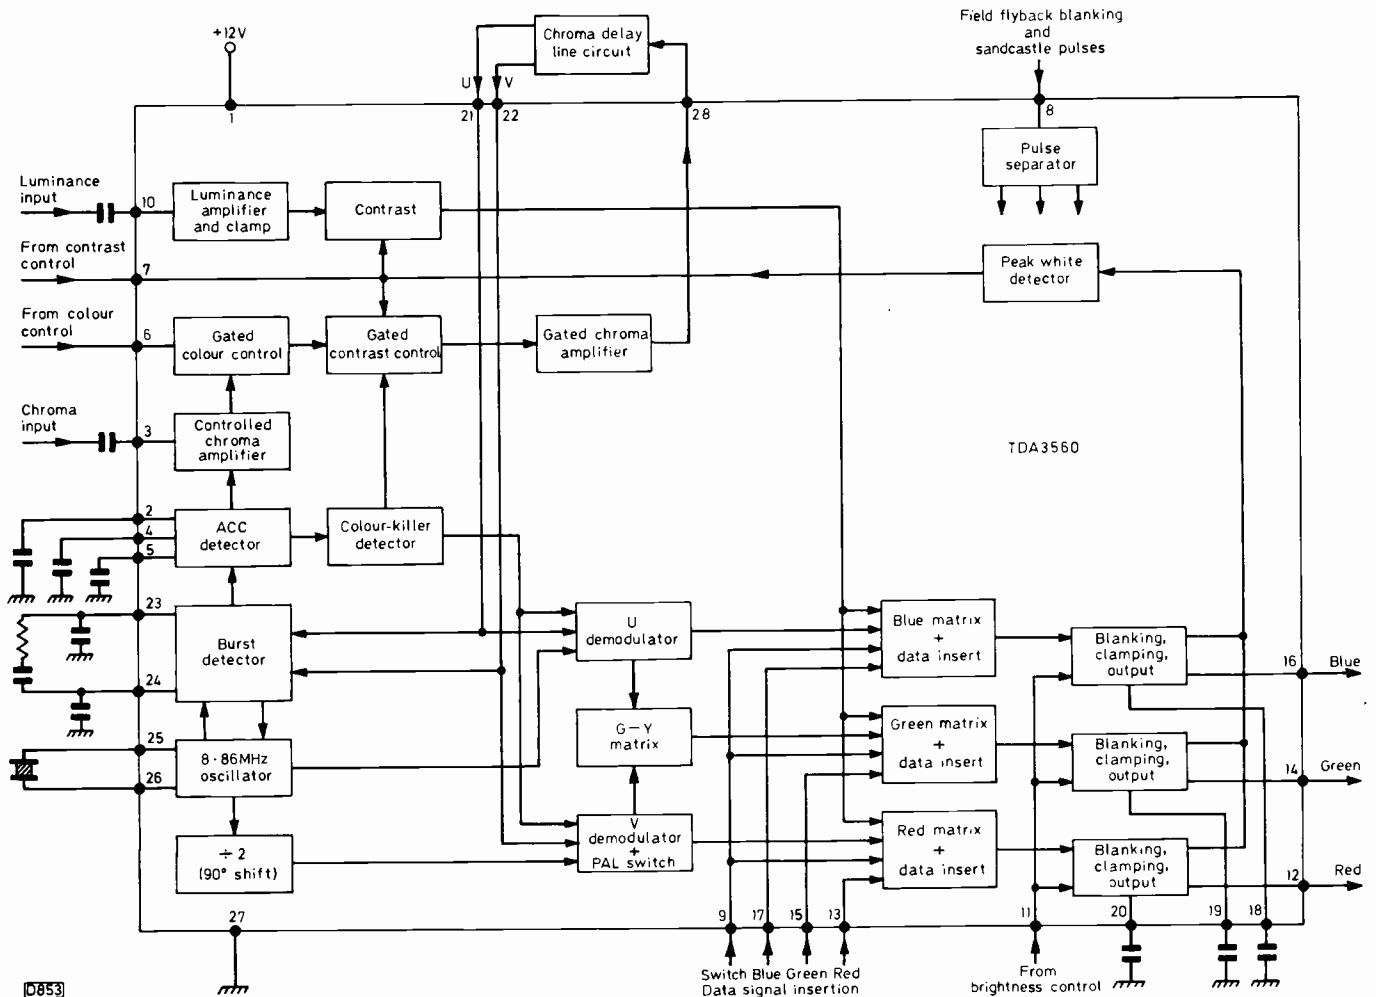 +12V
1
Chroma delay
line circuit
U
V
21
22
28
Field flyback blanking
and
sandcastle pulses
8
Pulse
separator
Luminance
input
10
Luminance
amplifier
and clamp
Contrast
From contrast
control
7
Peak white
detector
From colour
control
6
Gated
colour control
Gated
contrast control
Gated chroma
amplifier
Chroma
input
3
Controlled
chroma
amplifier
TDA3560
2
4
5
ACC
detector
Colour-killer
detector
23
24
Burst
detector
25
26
8·86MHz
oscillator
÷2
(90° shift)
27
U
demodulator
G−Y
matrix
V
demodulator
+
PAL switch
Blue matrix
+
data insert
Green matrix
+
data insert
Red matrix
+
data insert
Blanking,
clamping,
output
Blanking,
clamping,
output
Blanking,
clamping,
output
16
Blue
14
Green
12
Red
9
17
15
13
11
20
19
18
Switch Blue Green Red
Data signal insertion
From
brightness control
D853